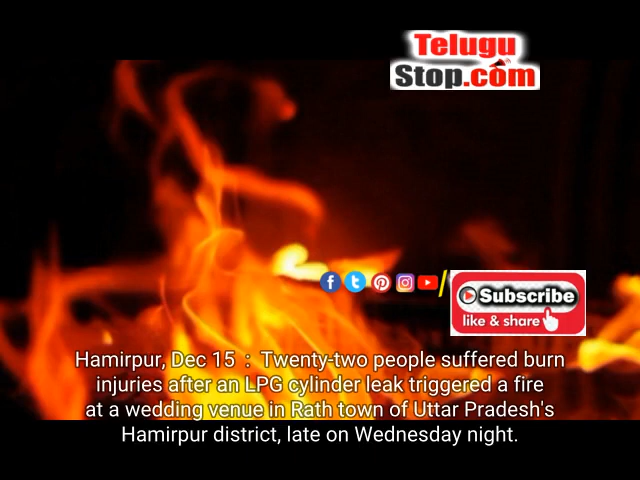 Telugu
Stop.com
Subscribe
like & share
Hamirpur, Dec 15 : Twenty-two people suffered burn
injuries after an LPG cylinder leak triggered a fire
at a wedding venue in Rath town of Uttar Pradesh's
Hamirpur district, late on Wednesday night.